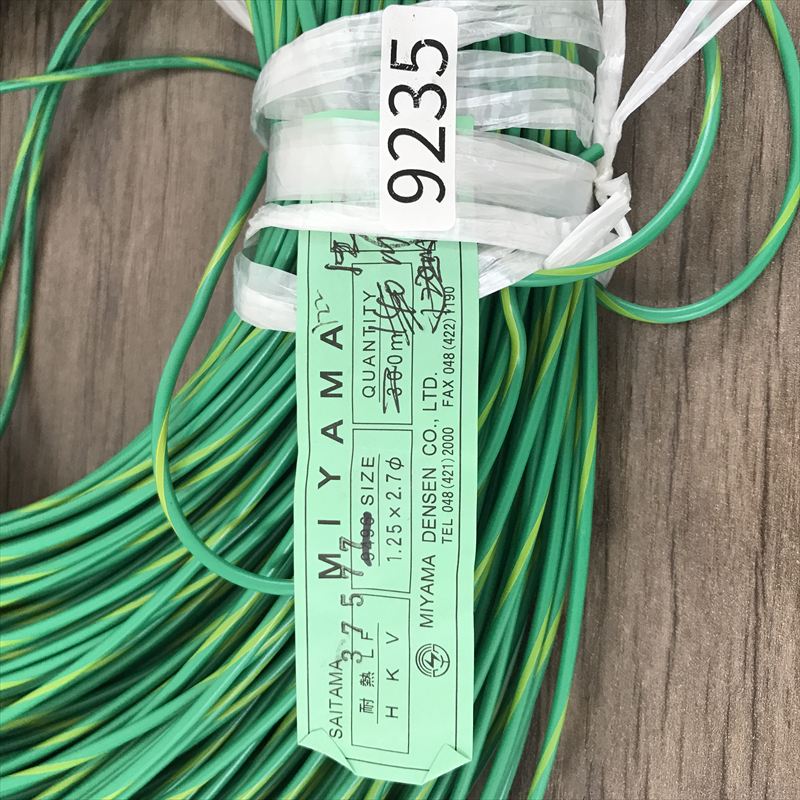 9235
SAITAMA MIYAMA
37577
耐熱 LF
HKV
SIZE
1.25×2.7φ
QUANTITY
300m
MIYAMA DENSEN CO., LTD.
TEL 048(421)2000 FAX 048(422)1190